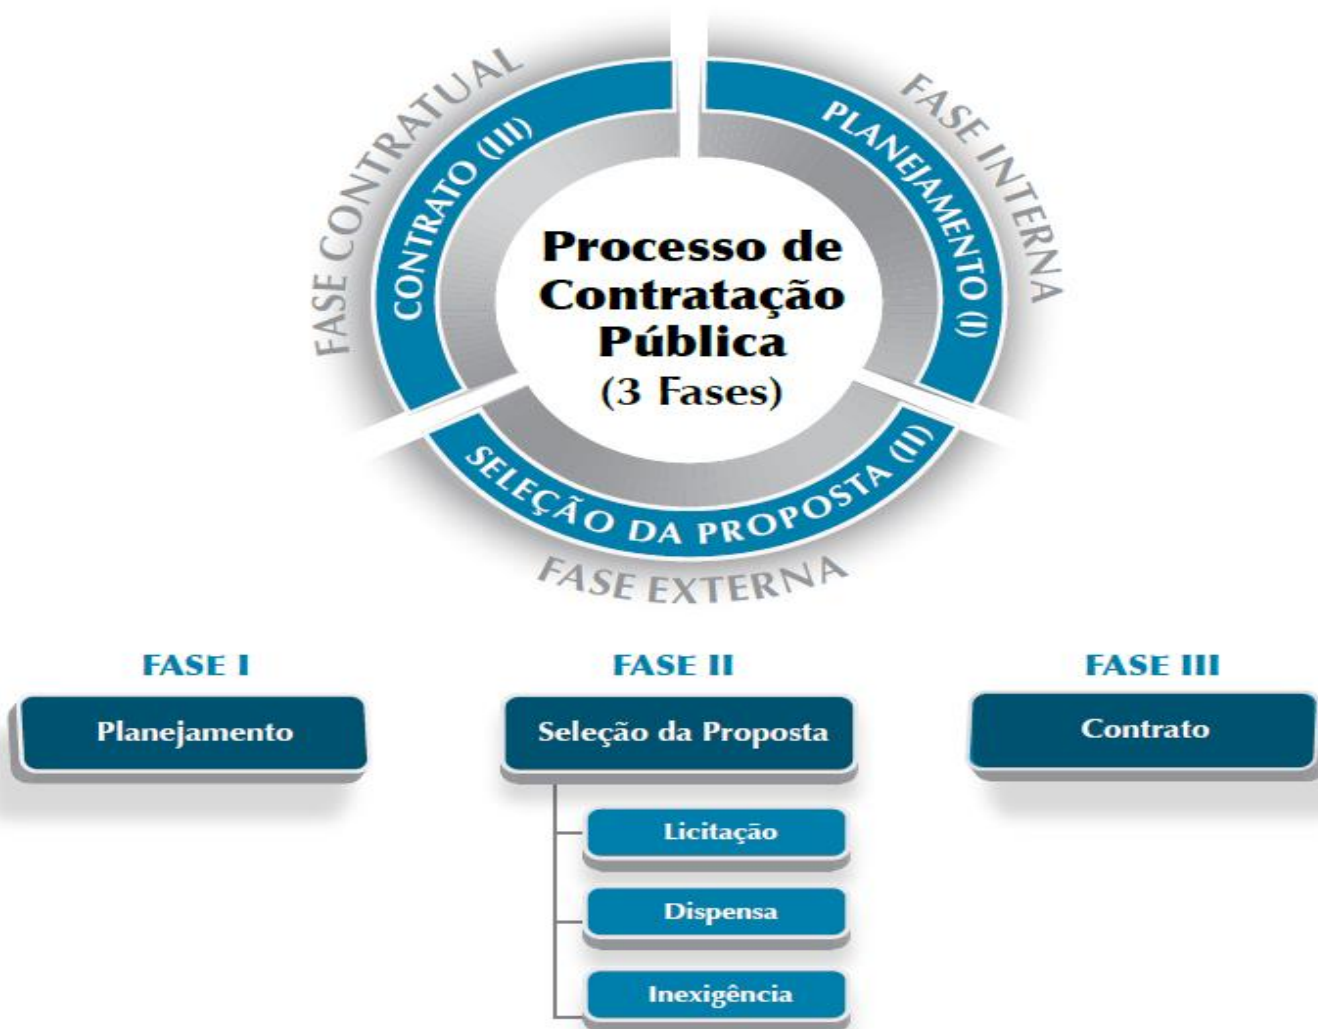 FASE CONTRATUAL
CONTRATO (III)
FASE INTERNA
PLANEJAMENTO (I)
Processo de
Contratação
Pública
(3 Fases)
SELEÇÃO DA PROPOSTA (II)
FASE EXTERNA
FASE I
FASE II
FASE III
Planejamento
Seleção da Proposta
Contrato
Licitação
Dispensa
Inexigência